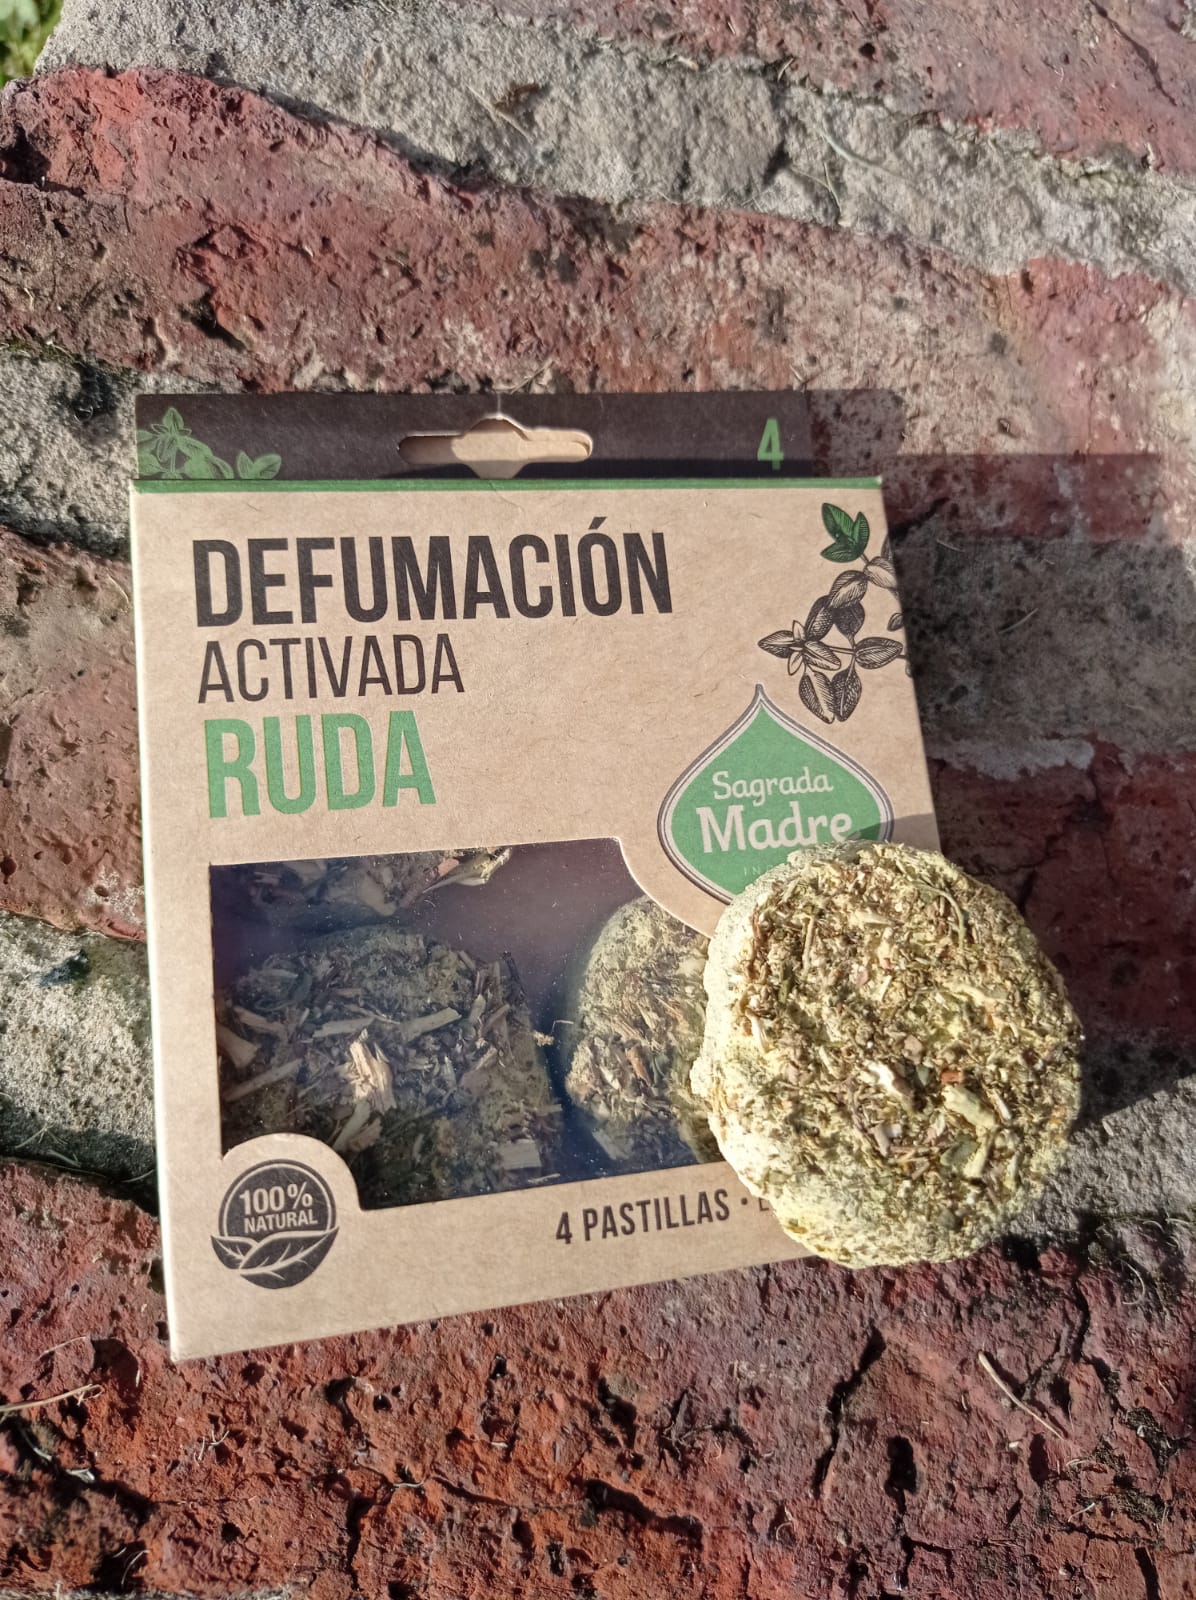 4
DEFUMACIÓN
ACTIVADA
RUDA
Sagrada
Madre
100%
NATURAL
4 PASTILLAS •